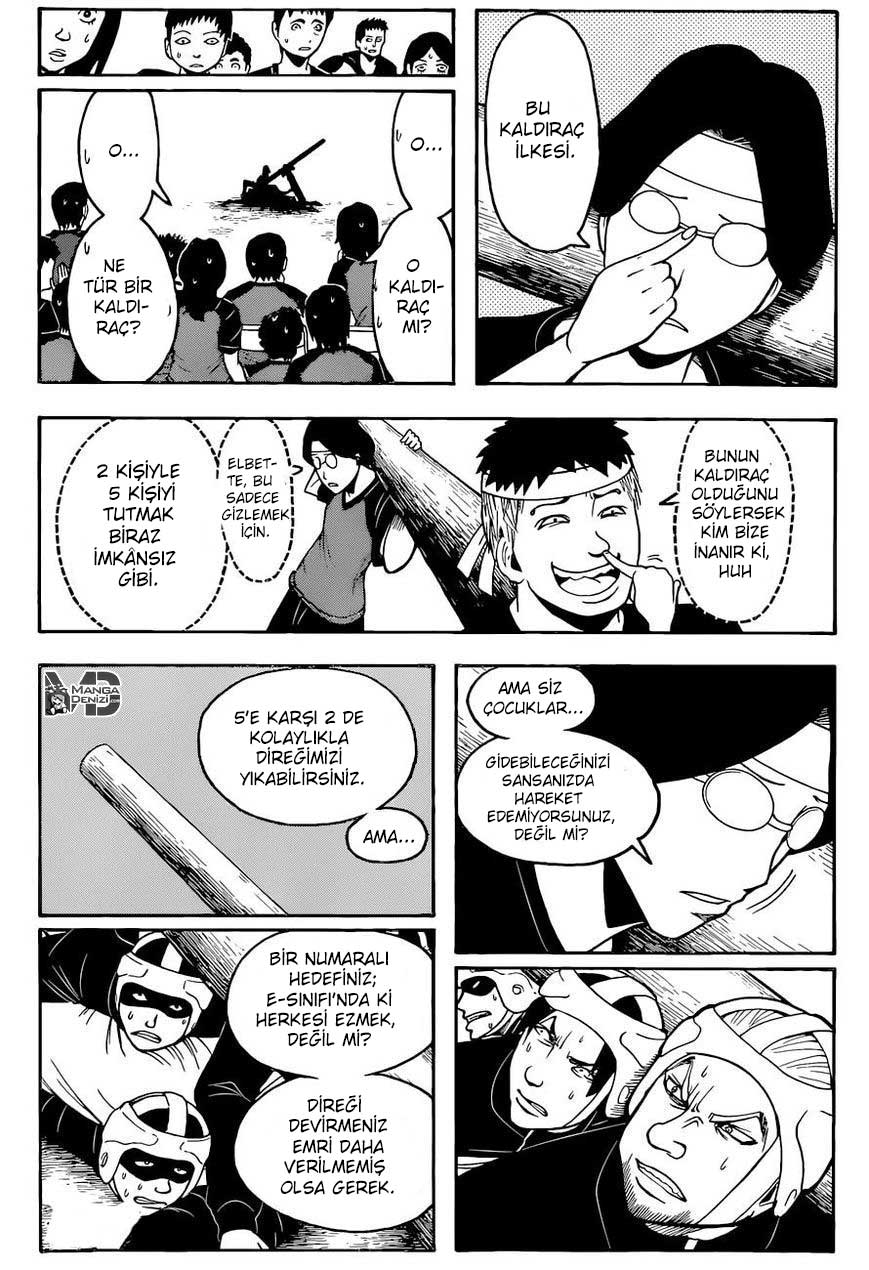 BU
KALDIRAÇ
İLKESİ.
O
KALDI-
RAÇ
MI?
O...
O...
NE
TÜR BİR
KALDI-
RAÇ?
BUNUN
KALDIRAÇ
OLDUĞUNU
SÖYLERSEK
KİM BİZE
İNANIR Kİ,
HUH
ELBET-
TE, BU
SADECE
GİZLEMEK
İÇİN.
2 KİŞİYLE
5 KİŞİYİ
TUTMAK
BİRAZ
İMKÂNSIZ
GİBİ.
AMA SİZ
ÇOCUKLAR...
GİDEBİLECEĞİNİZİ
SANSANIZDA
HAREKET
EDEMİYORSUNUZ,
DEĞİL Mİ?
5'E KARŞI 2 DE
KOLAYLIKLA
DİREĞİMİZİ
YIKABİLİRSİNİZ.
AMA...
MANGA
DENİZİ
MD
BİR NUMARALI
HEDEFİNİZ;
E-SINIFI'NDA Kİ
HERKESİ EZMEK,
DEĞİL Mİ?
DİREĞİ
DEVİRMENİZ
EMRİ DAHA
VERİLMEMİŞ
OLSA GEREK.